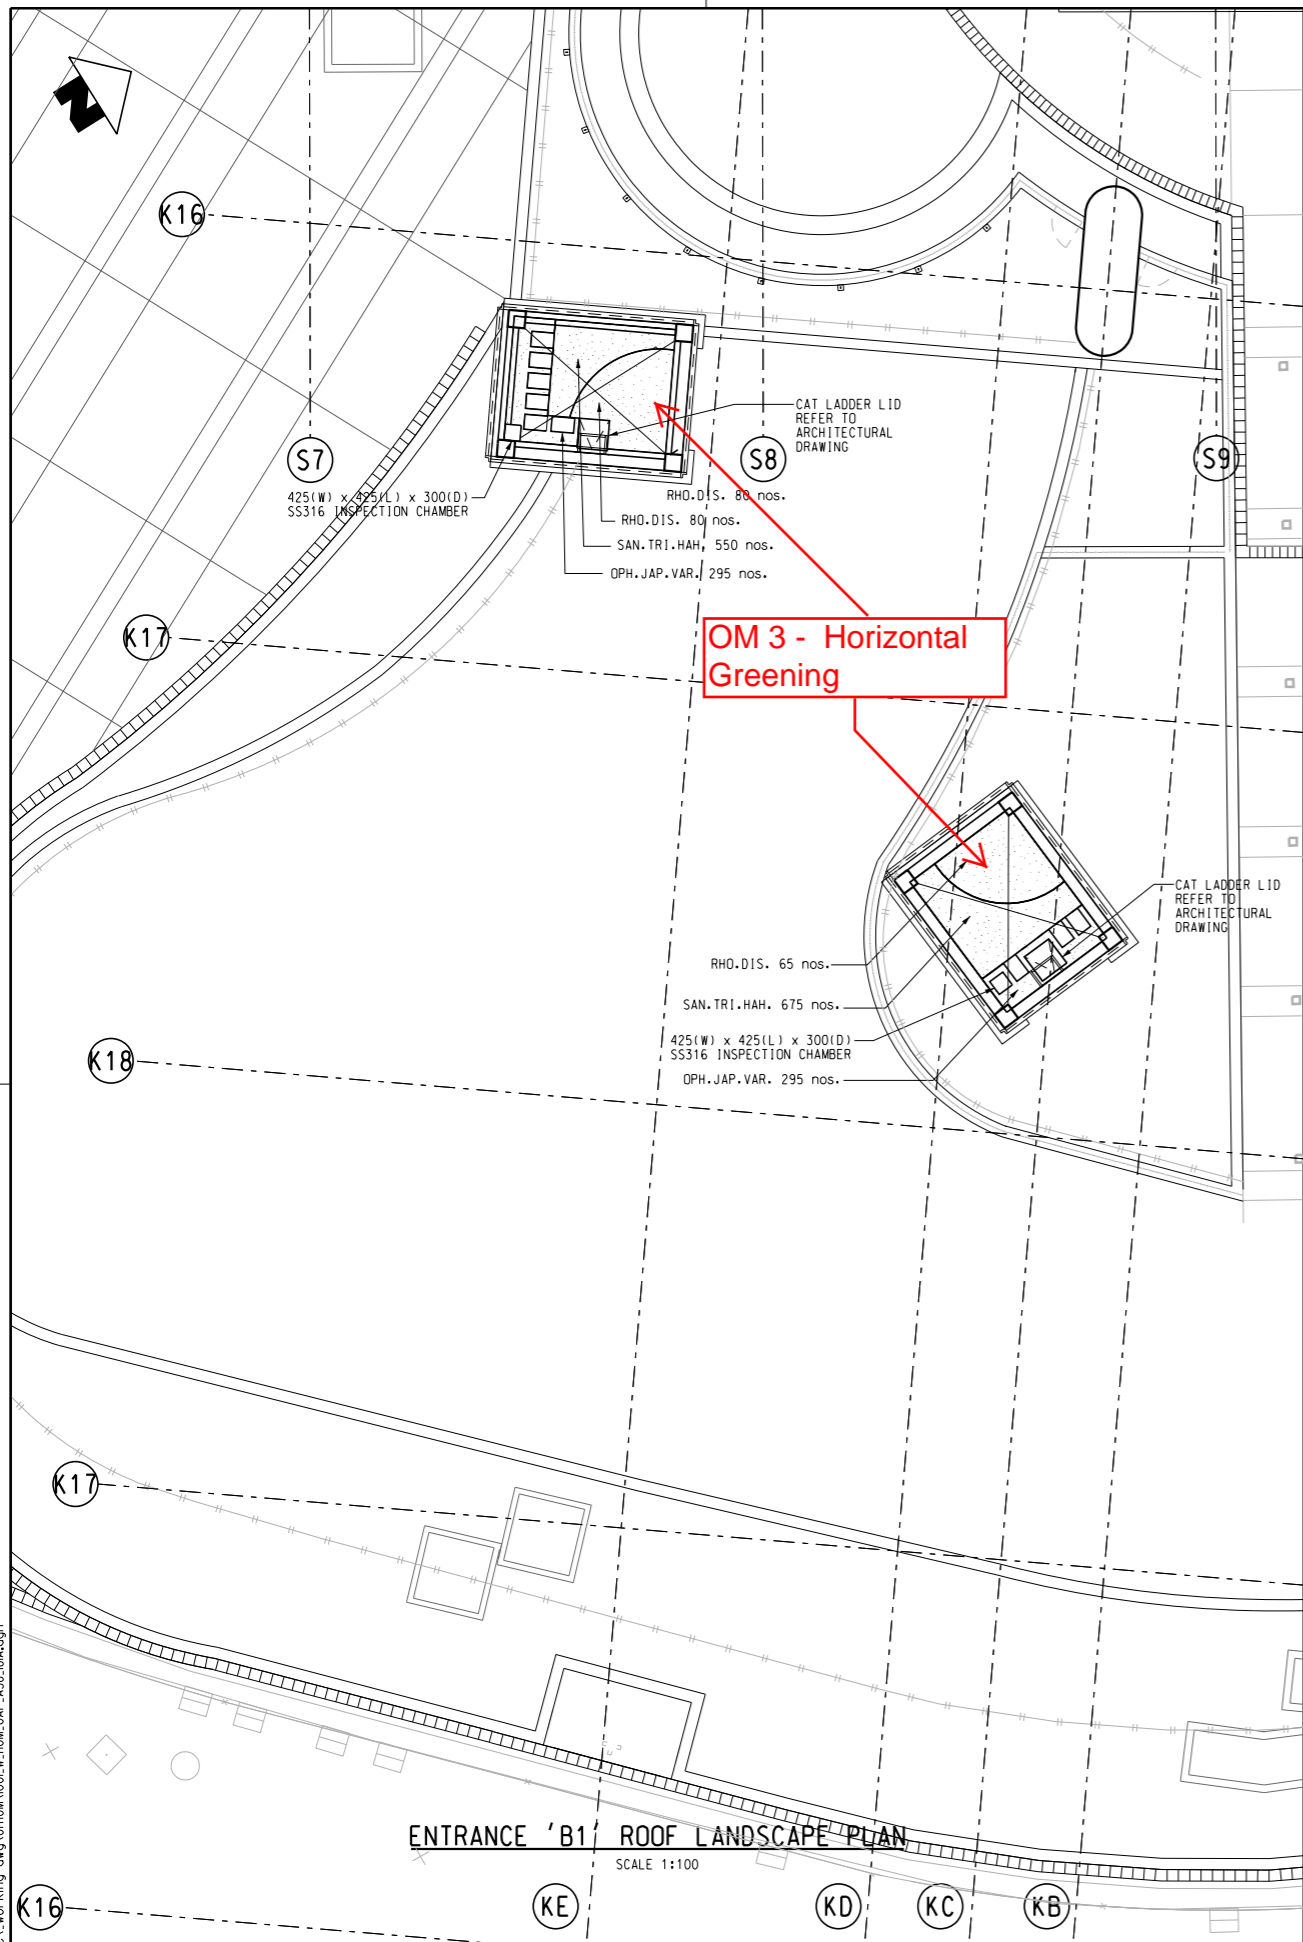 N
K16
S7
S8
S9
CAT LADDER LID
REFER TO
ARCHITECTURAL
DRAWING
425(W) x 425(L) x 300(D)
SS316 INSPECTION CHAMBER
RHO.DIS. 80 nos.
RHO.DIS. 80 nos.
SAN.TRI.HAH. 550 nos.
OPH.JAP.VAR. 295 nos.
K17
OM 3 - Horizontal
Greening
CAT LADDER LID
REFER TO
ARCHITECTURAL
DRAWING
RHO.DIS. 65 nos.
SAN.TRI.HAH. 675 nos.
425(W) x 425(L) x 300(D)
SS316 INSPECTION CHAMBER
OPH.JAP.VAR. 295 nos.
K18
K17
ENTRANCE 'B1' ROOF LANDSCAPE PLAN
SCALE 1:100
K16
KE
KD
KC
KB